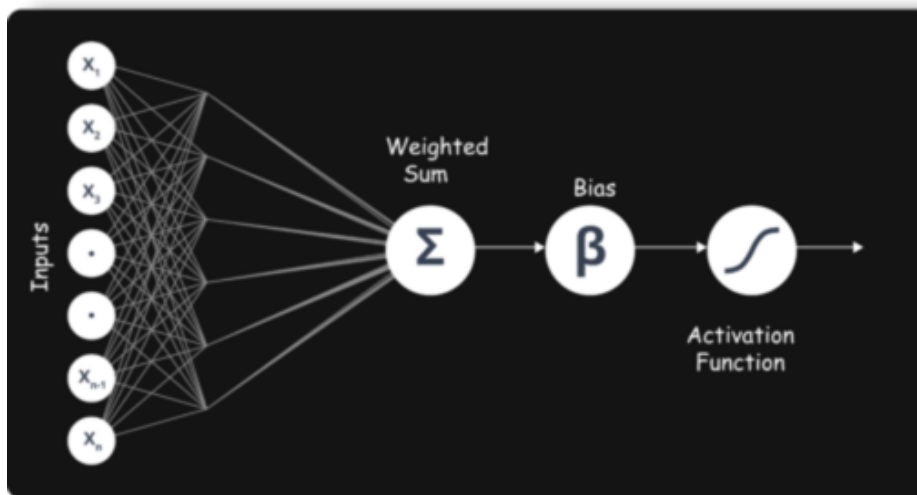 X₁
X₂
X₃
Inputs
Xₙ₋₁
Xₙ
Weighted
Sum
Σ
Bias
β
Activation
Function